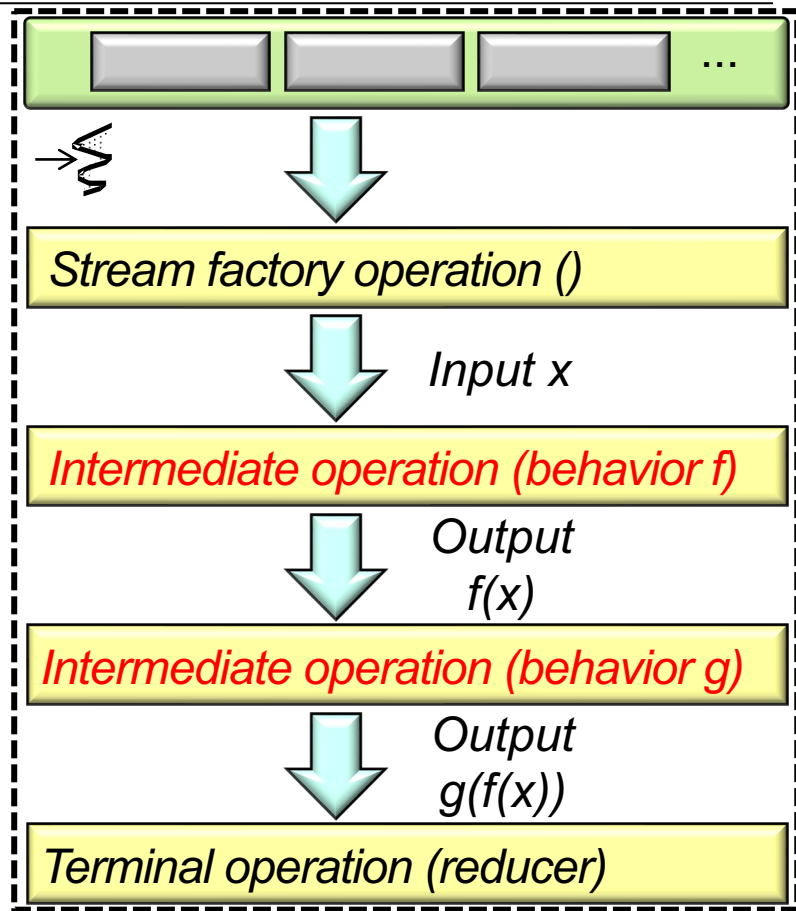 ...
Stream factory operation ()
Input x
Intermediate operation (behavior f)
Output
f(x)
Intermediate operation (behavior g)
Output
g(f(x))
Terminal operation (reducer)